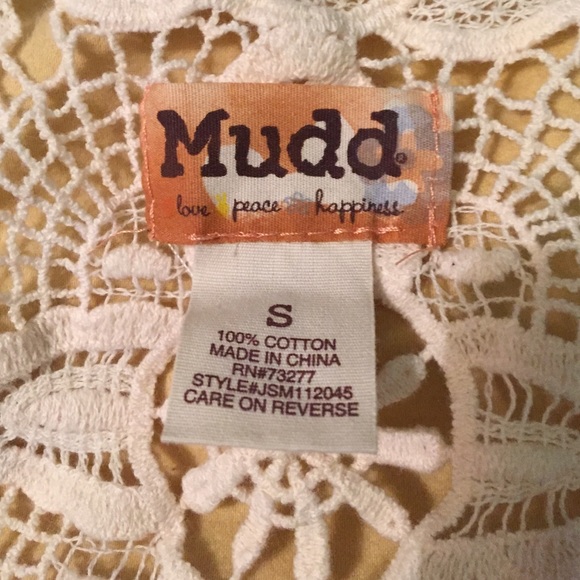 Mudd®
love peace happiness
S
100% COTTON
MADE IN CHINA
RN#73277
STYLE#JSM112045
CARE ON REVERSE